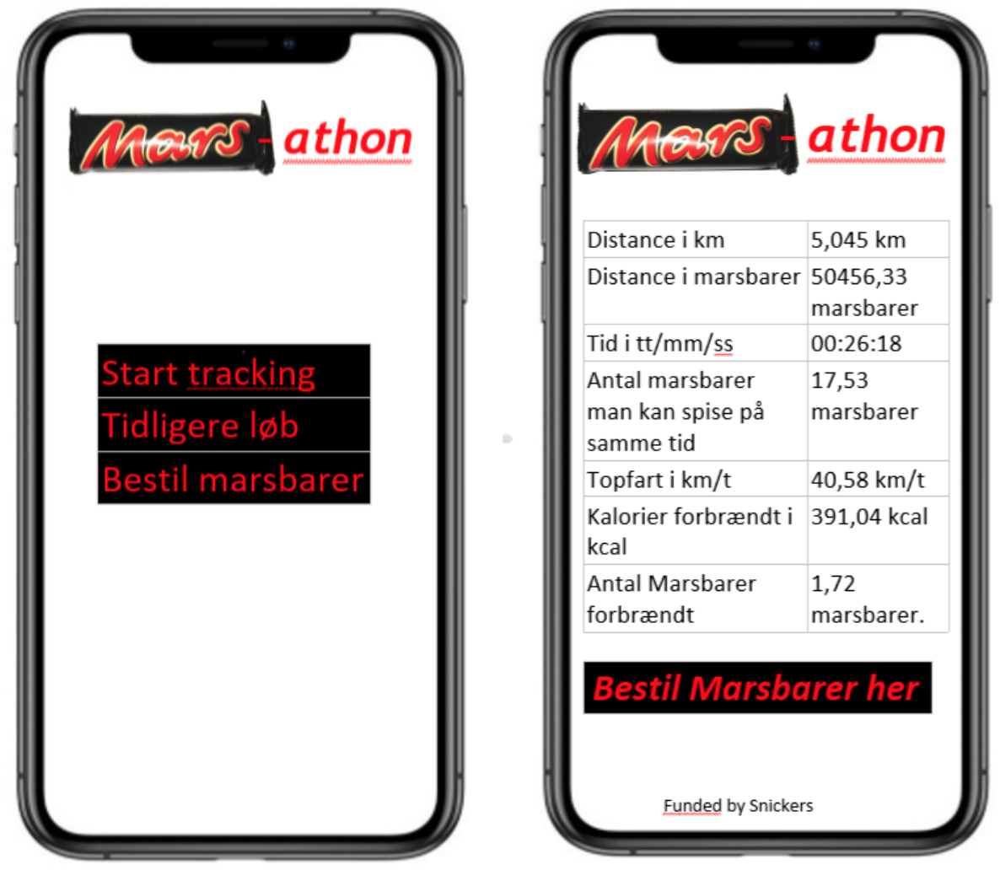 Mars - athon
Start tracking
Tidligere løb
Bestil marsbarer
Mars - athon
Distance i km 5,045 km
Distance i marsbarer 50456,33
marsbarer
Tid i tt/mm/ss 00:26:18
Antal marsbarer 17,53
man kan spise på marsbarer
samme tid
Topfart i km/t 40,58 km/t
Kalorier forbrændt i 391,04 kcal
kcal
Antal Marsbarer 1,72
forbrændt marsbarer.
Bestil Marsbarer her
Funded by Snickers